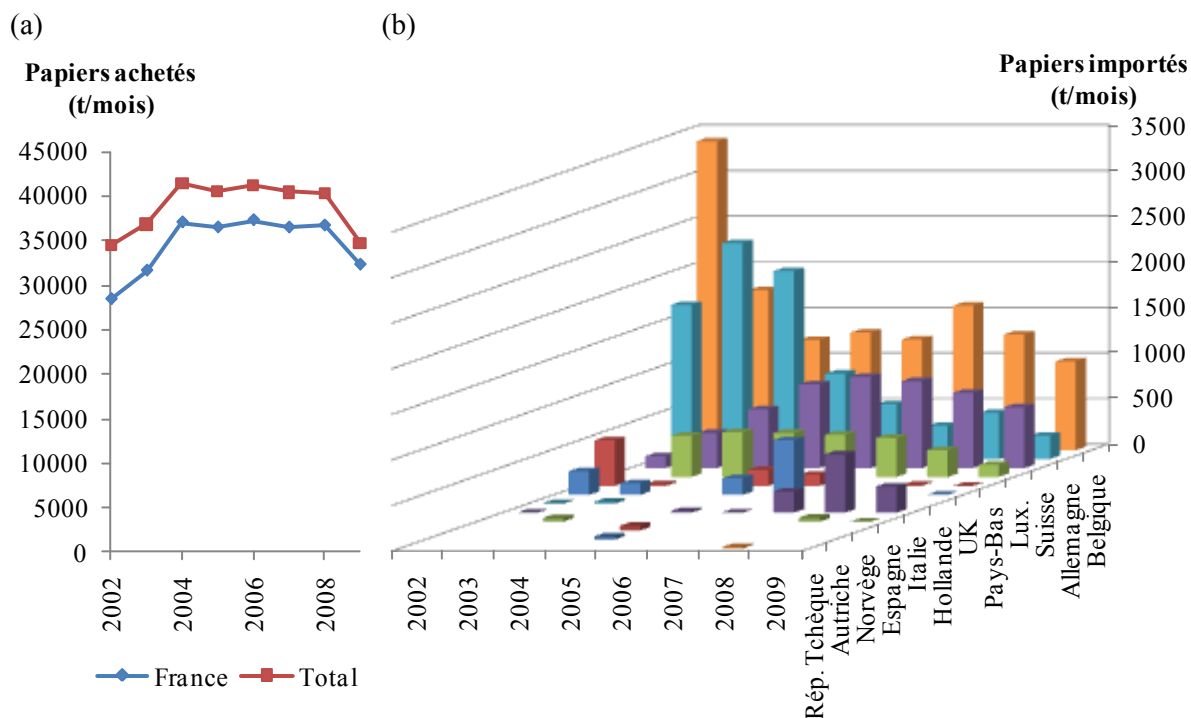 (a)
(b)
Papiers achetés
(t/mois)
45000
40000
35000
30000
25000
20000
15000
10000
5000
0
2002
2004
2006
2008
France
Total
Papiers importés
(t/mois)
3500
3000
2500
2000
1500
1000
500
0
2002
2003
2004
2005
2006
2007
2008
2009
Rép. Tchèque
Autriche
Norvège
Espagne
Italie
Hollande
UK
Pays-Bas
Lux.
Suisse
Allemagne
Belgique